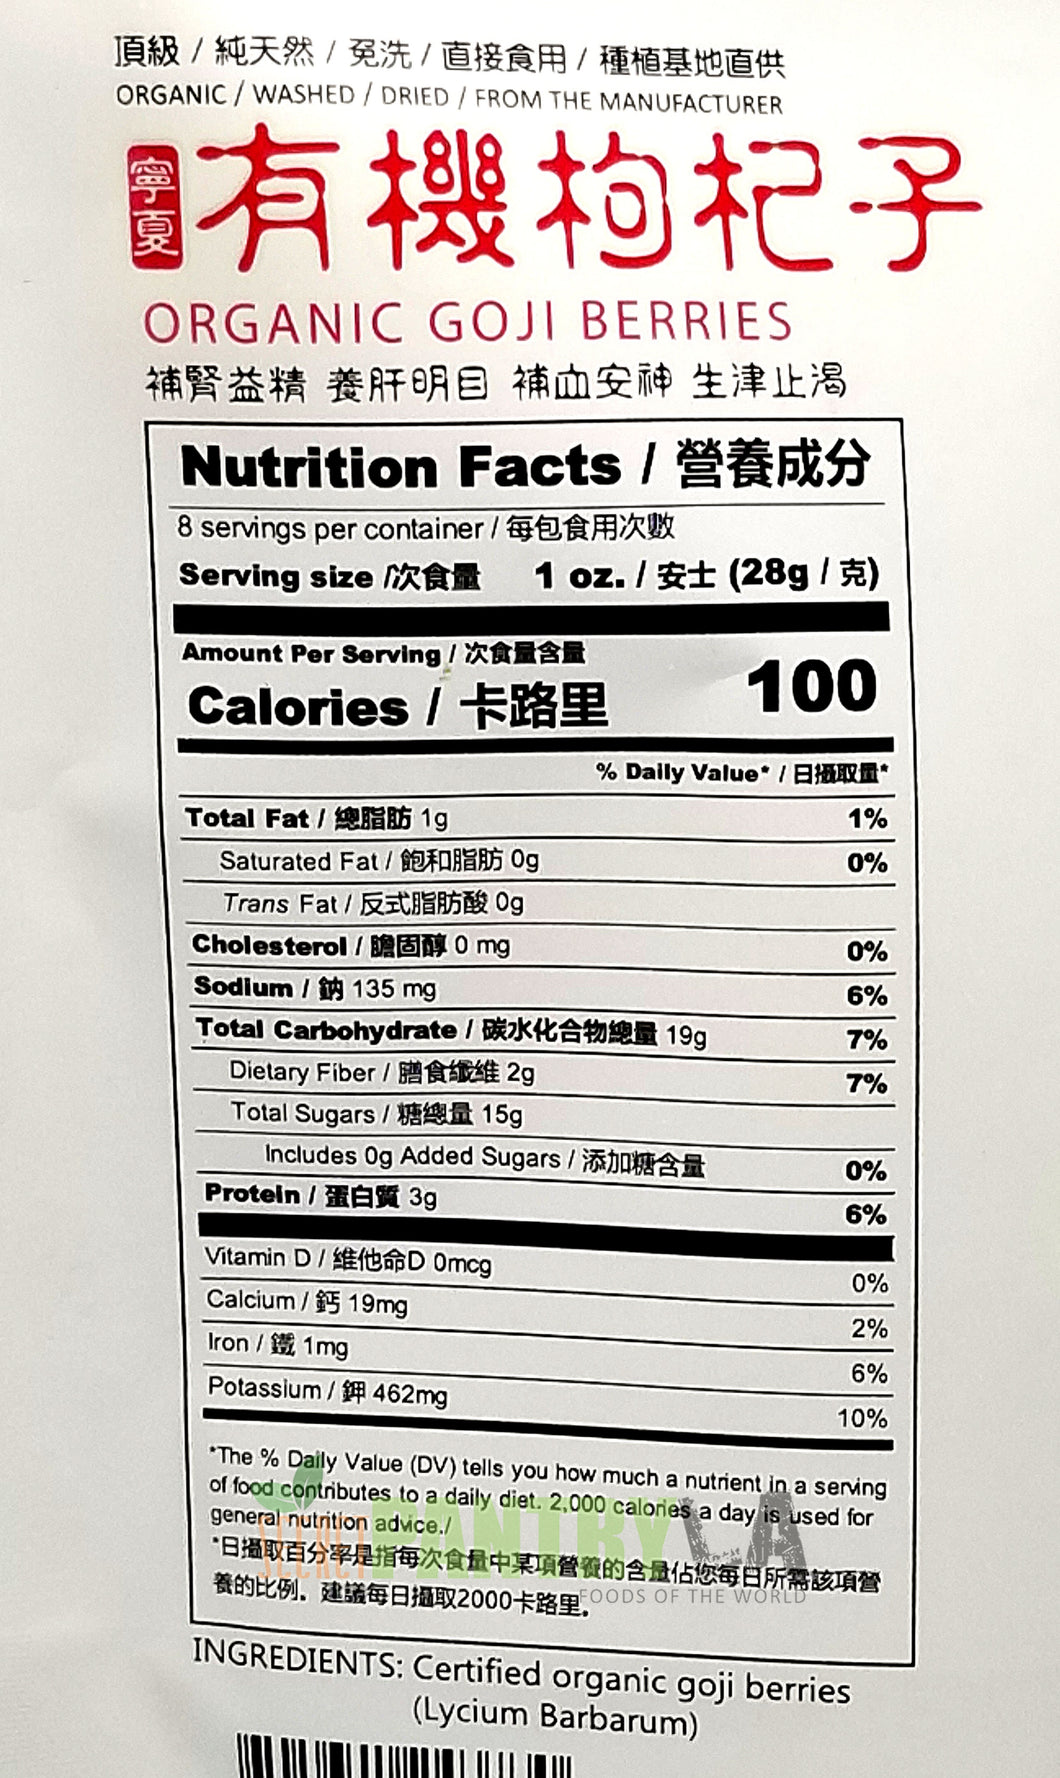 頂級 / 純天然 / 免洗 / 直接食用 / 種植基地直供
ORGANIC / WASHED / DRIED / FROM THE MANUFACTURER
寧夏
有機枸杞子
ORGANIC GOJI BERRIES
補腎益精 養肝明目 補血安神 生津止渴
Nutrition Facts / 營養成分
8 servings per container / 每包食用次數
Serving size /次食量 1 oz. / 安士 (28g / 克)
Amount Per Serving / 次食量含量
Calories / 卡路里 100
% Daily Value* / 日攝取量*
Total Fat / 總脂肪 1g 1%
Saturated Fat / 飽和脂肪 0g 0%
Trans Fat / 反式脂肪酸 0g
Cholesterol / 膽固醇 0 mg 0%
Sodium / 鈉 135 mg 6%
Total Carbohydrate / 碳水化合物總量 19g 7%
Dietary Fiber / 膳食纖維 2g 7%
Total Sugars / 糖總量 15g
Includes 0g Added Sugars / 添加糖含量 0%
Protein / 蛋白質 3g 6%
Vitamin D / 維他命D 0mcg 0%
Calcium / 鈣 19mg 2%
Iron / 鐵 1mg 6%
Potassium / 鉀 462mg 10%
*The % Daily Value (DV) tells you how much a nutrient in a serving
of food contributes to a daily diet. 2,000 calories a day is used for
general nutrition advice./
*日攝取百分率是指每次食量中某項營養的含量佔您每日所需該項營
養的比例。建議每日攝取2000卡路里。
SECRET PANTRY LA
FOODS OF THE WORLD
INGREDIENTS: Certified organic goji berries
(Lycium Barbarum)